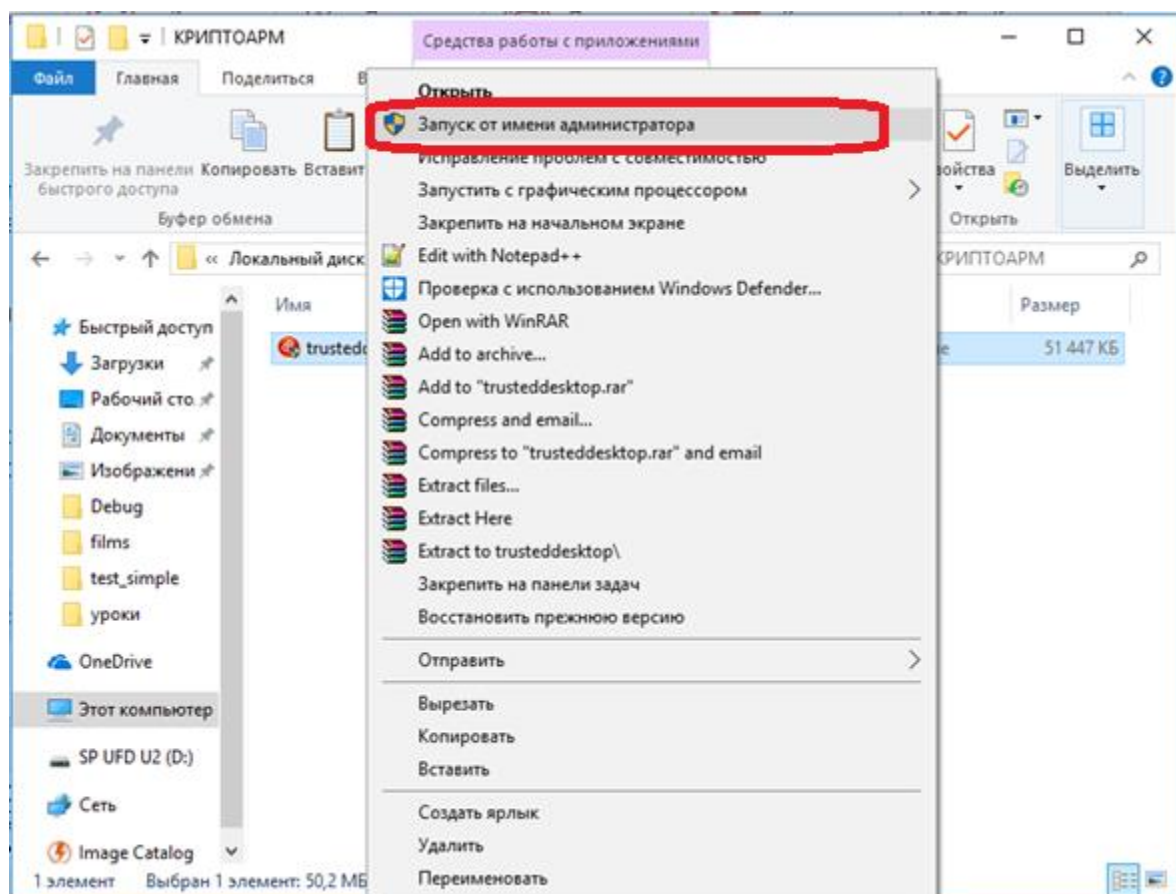 КРИПТОАРМ
Средства работы с приложениями
Файл Главная Поделиться
Закрепить на панели быстрого доступа
Копировать
Буфер обмена
Открыть
Выделить
« Локальный диск
Имя
Размер
51 447 КБ
Быстрый доступ
Загрузки
Рабочий сто
Документы
Изображени
Debug
films
test_simple
уроки
OneDrive
Этот компьютер
SP UFD U2 (D:)
Сеть
Image Catalog
1 элемент
Выбран 1 элемент: 50,2 МБ
Открыть
Запуск от имени администратора
Исправление проблем с совместимостью
Запустить с графическим процессором
Закрепить на начальном экране
Edit with Notepad++
Проверка с использованием Windows Defender...
Open with WinRAR
Add to archive...
Add to "trusteddesktop.rar"
Compress and email...
Compress to "trusteddesktop.rar" and email
Extract files...
Extract Here
Extract to trusteddesktop\
Закрепить на панели задач
Восстановить прежнюю версию
Отправить
Вырезать
Копировать
Вставить
Создать ярлык
Удалить
Переименовать